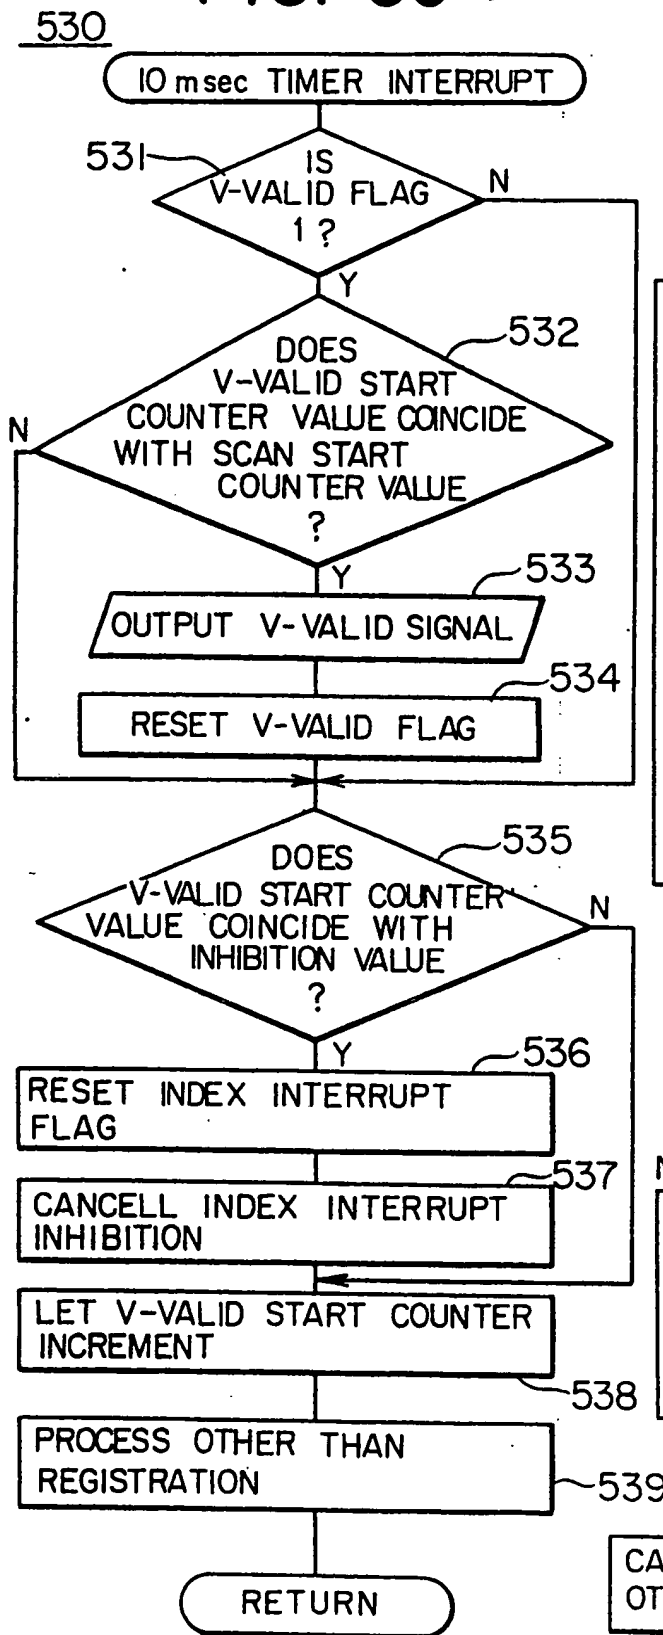 530
10 msec TIMER INTERRUPT
531
IS
V-VALID FLAG
1 ?
N
Y
532
DOES
V-VALID START
COUNTER VALUE COINCIDE
WITH SCAN START
COUNTER VALUE
?
N
Y
533
OUTPUT V-VALID SIGNAL
534
RESET V-VALID FLAG
535
DOES
V-VALID START COUNTER
VALUE COINCIDE WITH
INHIBITION VALUE
?
N
Y
536
RESET INDEX INTERRUPT
FLAG
537
CANCELL INDEX INTERRUPT
INHIBITION
LET V-VALID START COUNTER
INCREMENT
538
PROCESS OTHER THAN
REGISTRATION
539
RETURN
CA
OT